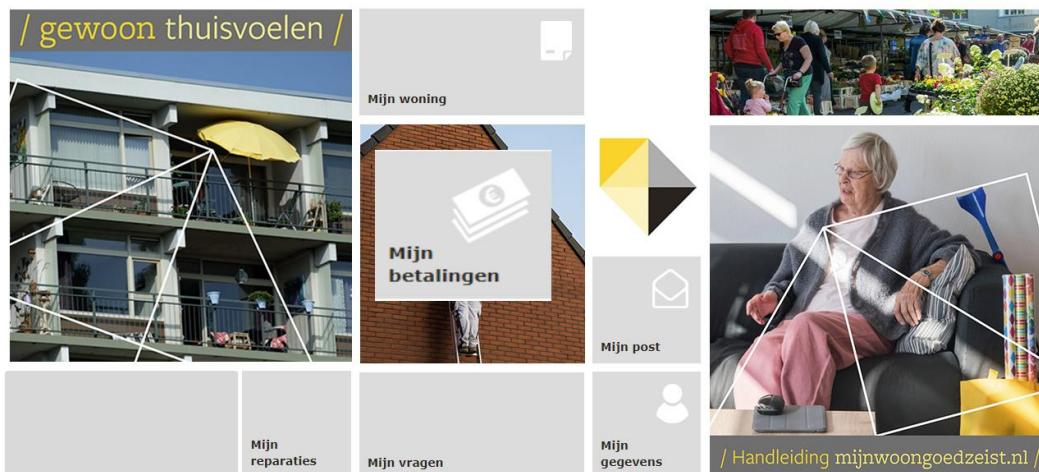 / gewoon thuisvoelen /
Mijn woning
Mijn
betalingen
Mijn post
Mijn
reparaties
Mijn vragen
Mijn
gegevens
/ Handleiding mijnwoongoedzeist.nl /